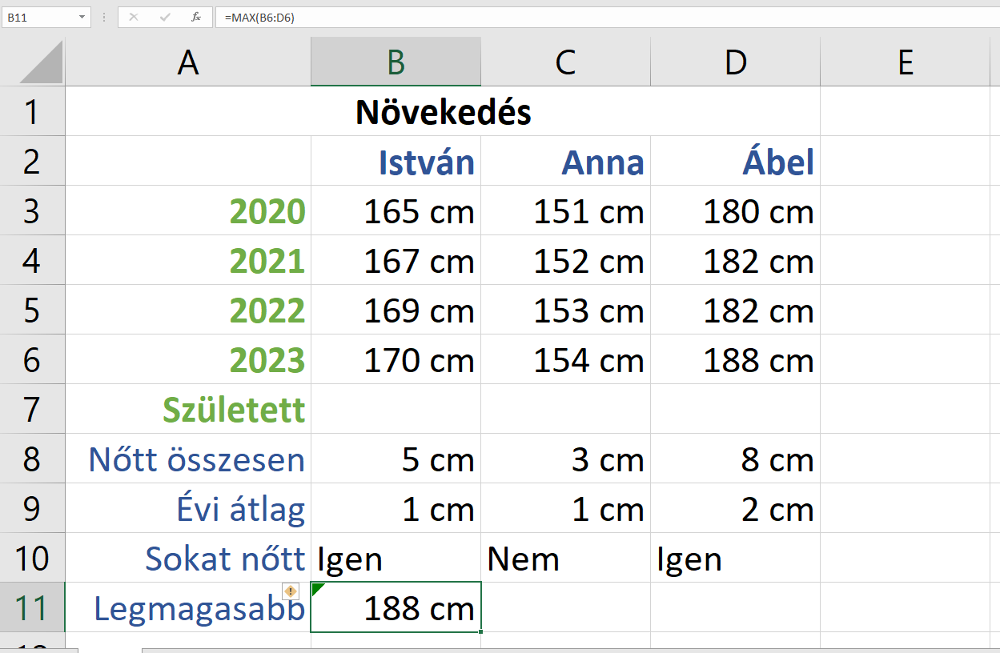 B11 fx =MAX(B6:D6)
A B C D E
1 Növekedés
2 István Anna Ábel
3 2020 165 cm 151 cm 180 cm
4 2021 167 cm 152 cm 182 cm
5 2022 169 cm 153 cm 182 cm
6 2023 170 cm 154 cm 188 cm
7 Született
8 Nőtt összesen 5 cm 3 cm 8 cm
9 Évi átlag 1 cm 1 cm 2 cm
10 Sokat nőtt Igen Nem Igen
11 Legmagasabb 188 cm